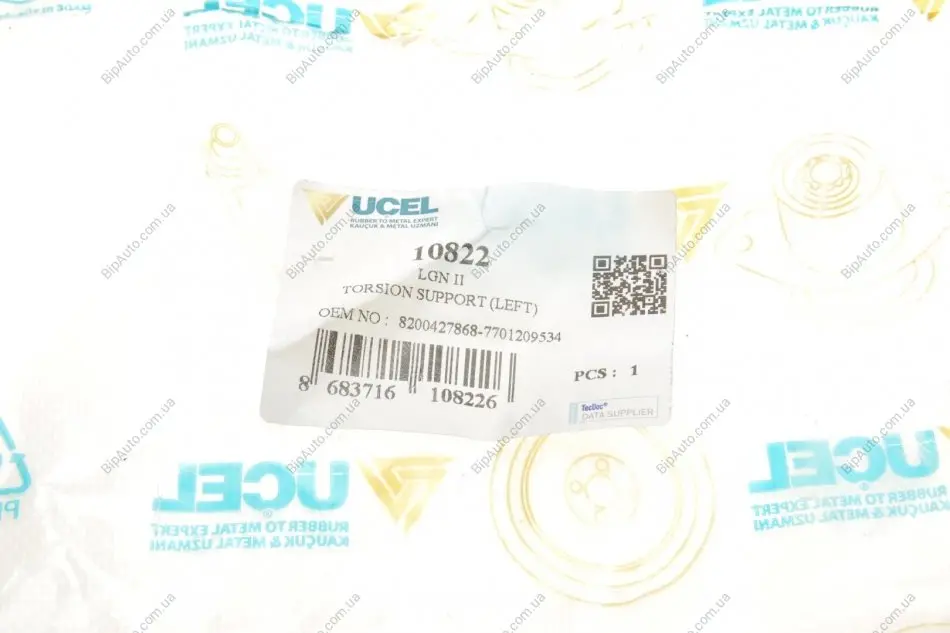 UCEL
RUBBER TO METAL EXPERT
KAUÇUK & METAL UZMANI
10822
LGN II
TORSION SUPPORT (LEFT)
OEM NO : 8200427868-7701209534
8 683716 108226
PCS : 1
TecDoc®
DATA SUPPLIER
UCEL®
RUBBER TO METAL EXPERT
KAUÇUK & METAL UZMANI
UCEL
RUBBER TO METAL EXPERT
KAUÇUK & METAL UZMANI
BipAuto.com.ua